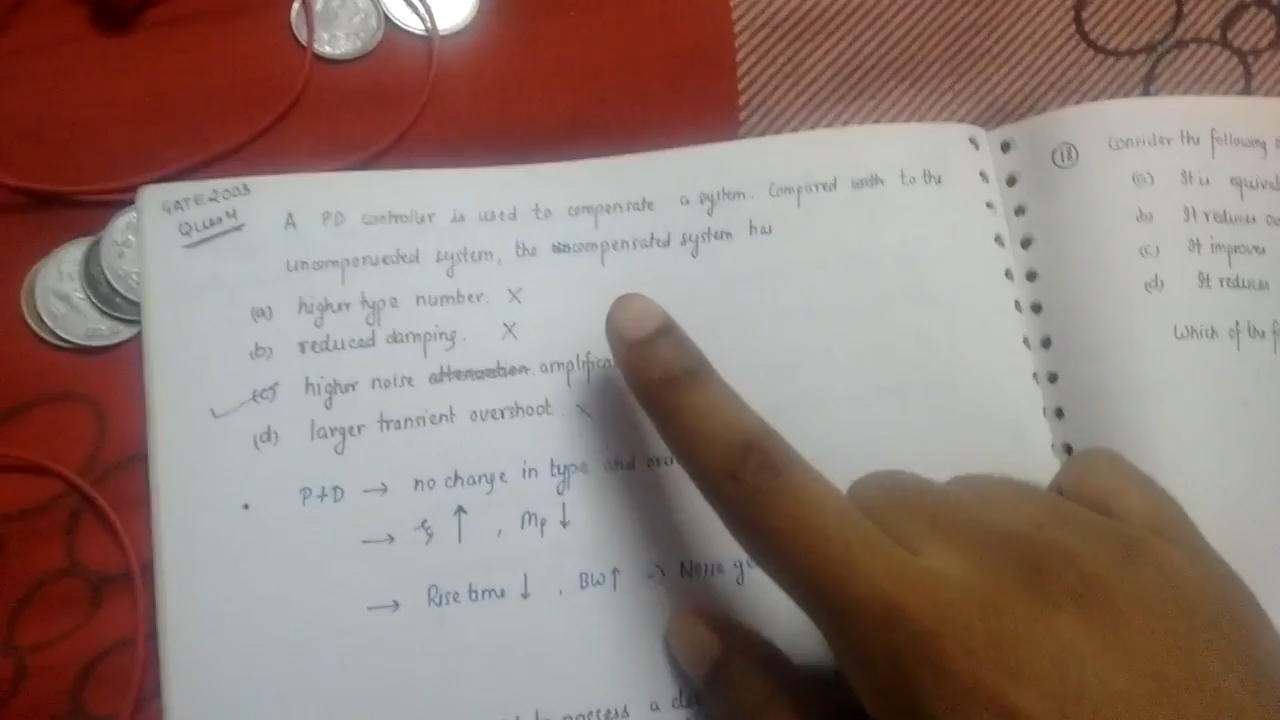 GATE 2003
QUES 4
A PD controller is used to compensate a system. Compared with to the
uncompensated system, the compensated system has
(a) higher type number. X
(b) reduced damping. X
(c) higher noise attenuation amplifica
(d) larger transient overshoot. X
• P+D → no change in type and ord
→ ξ ↑ , Mp ↓
→ Rise time ↓ , BW ↑ → Noise
to possess a
(18) Consider the following
(a) It is equival
(b) It reduces
(c) It improves
(d) It reduces
Which of the f